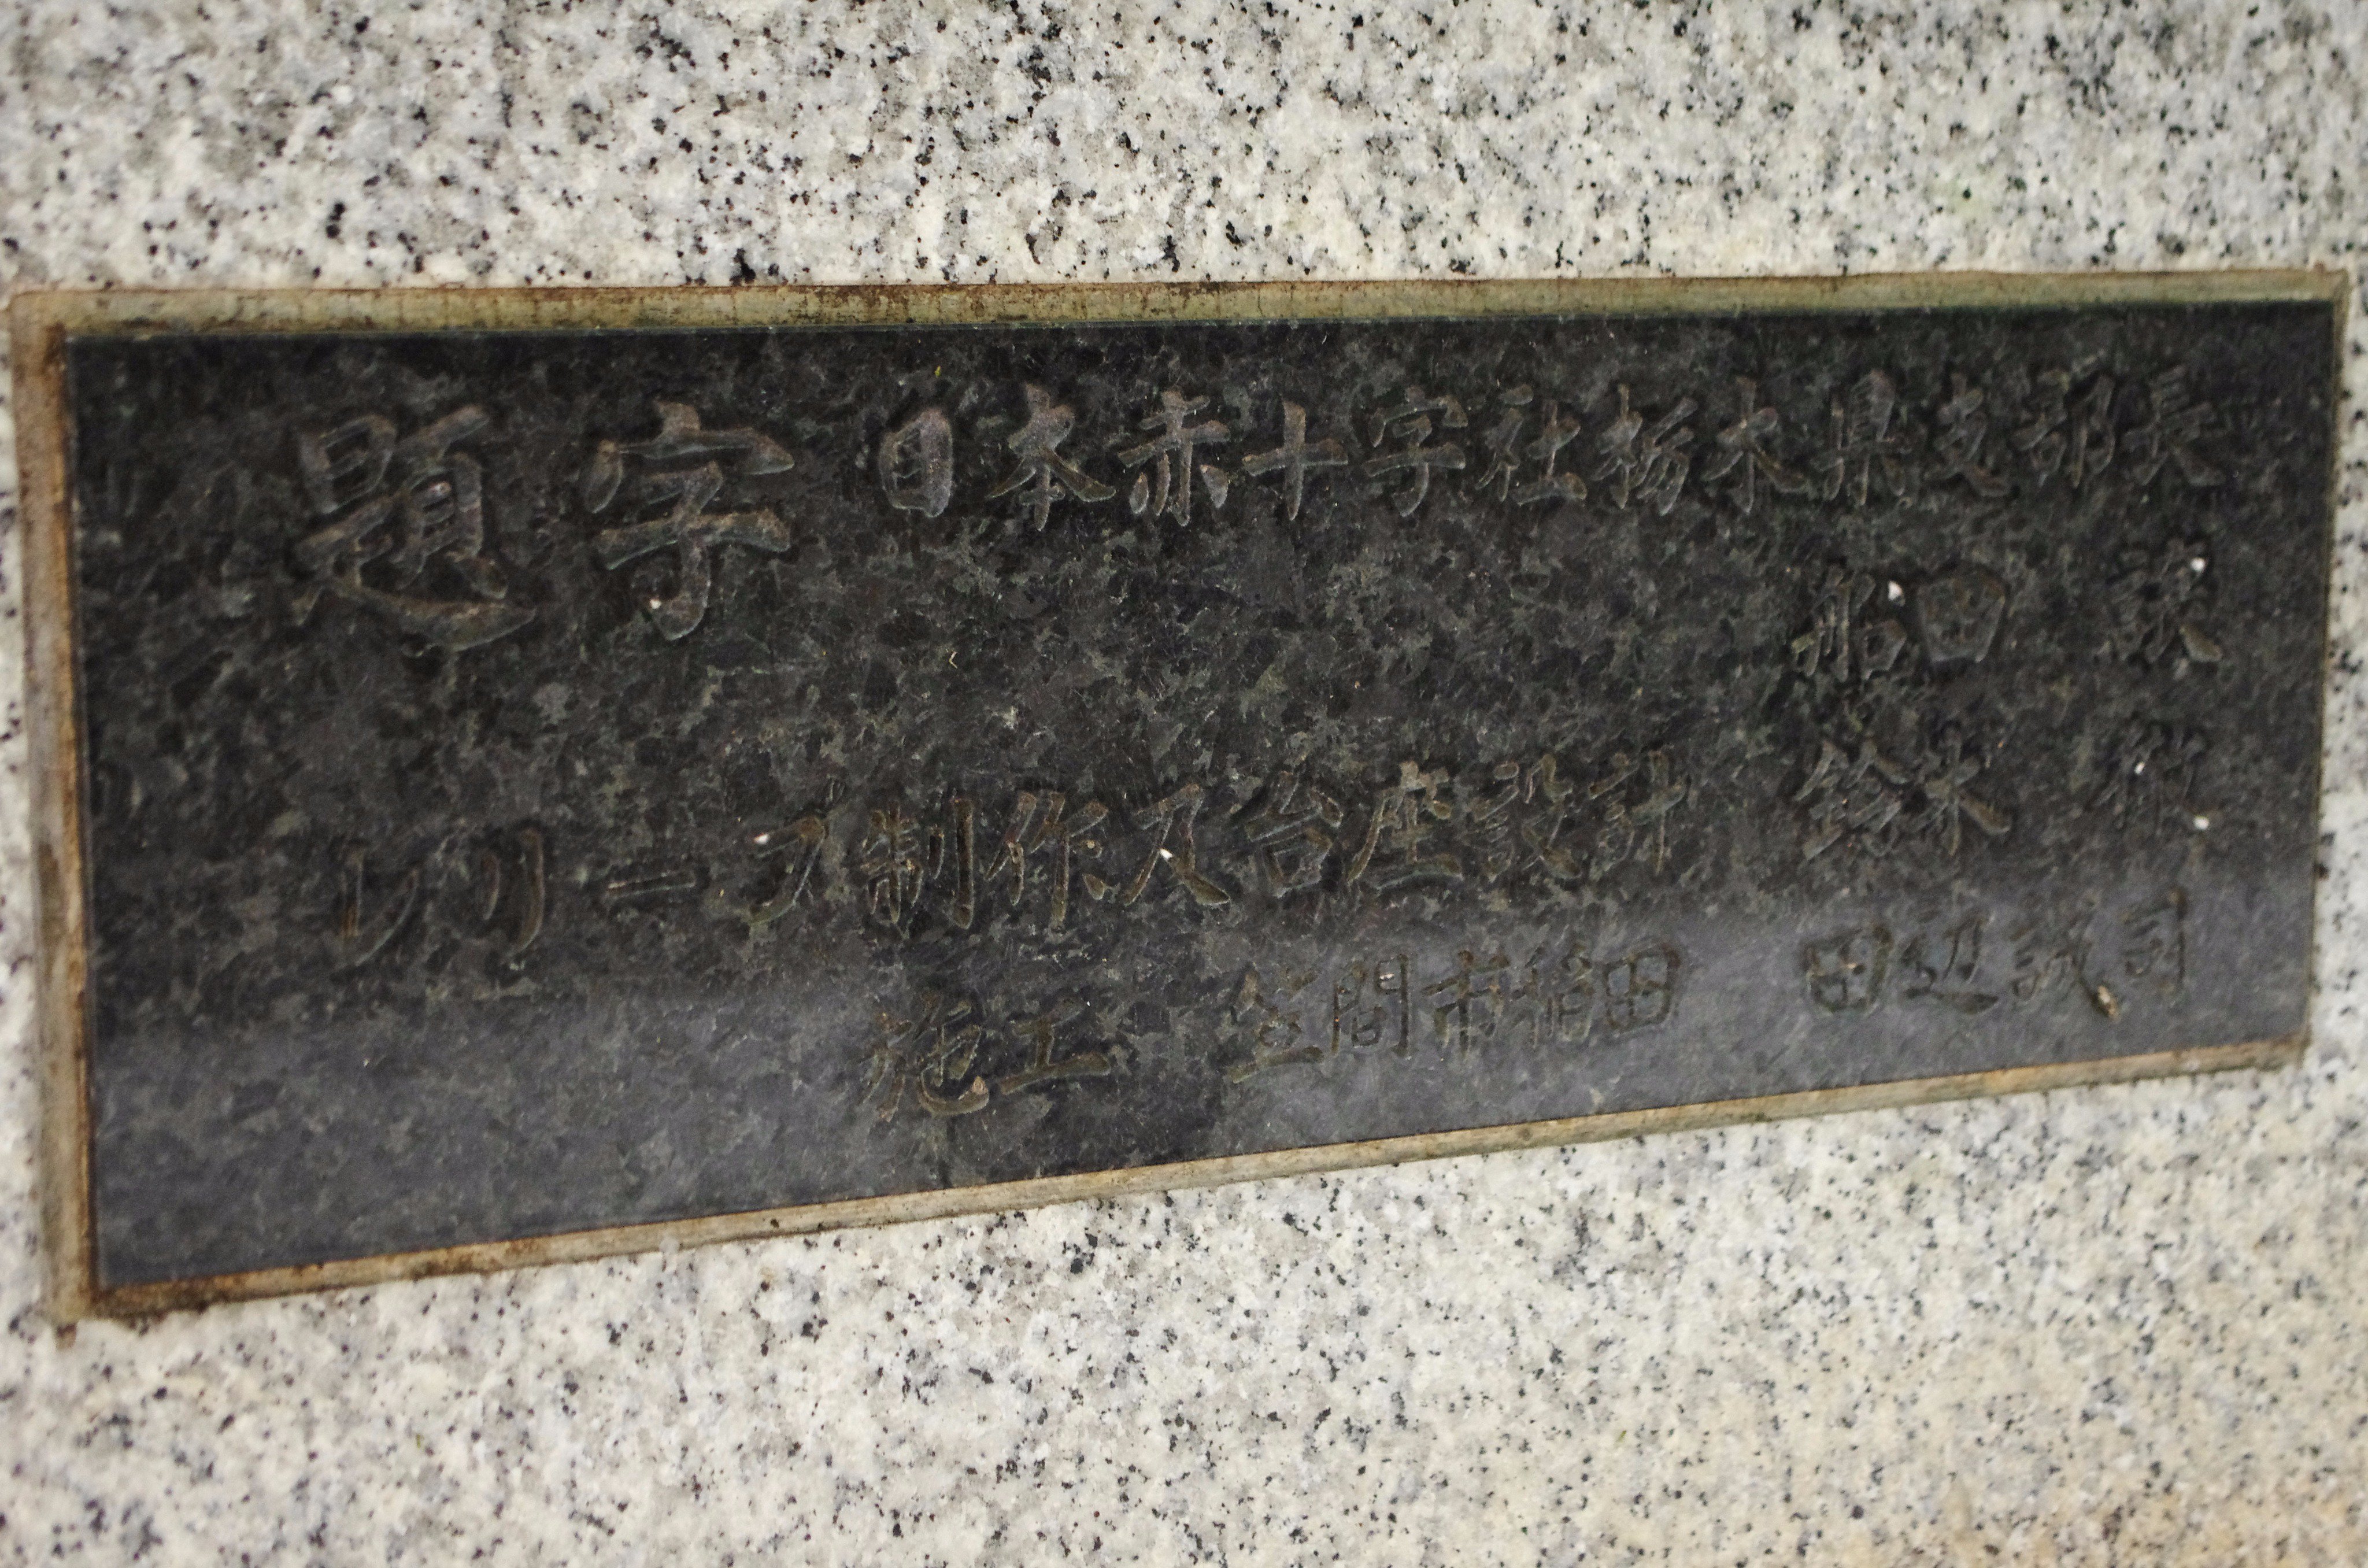 題字 日本赤十字社栃木県支部長
船田 譲
レリーフ制作及台座設計 鈴木 徹
施工 笠間市稲田 田辺誠司